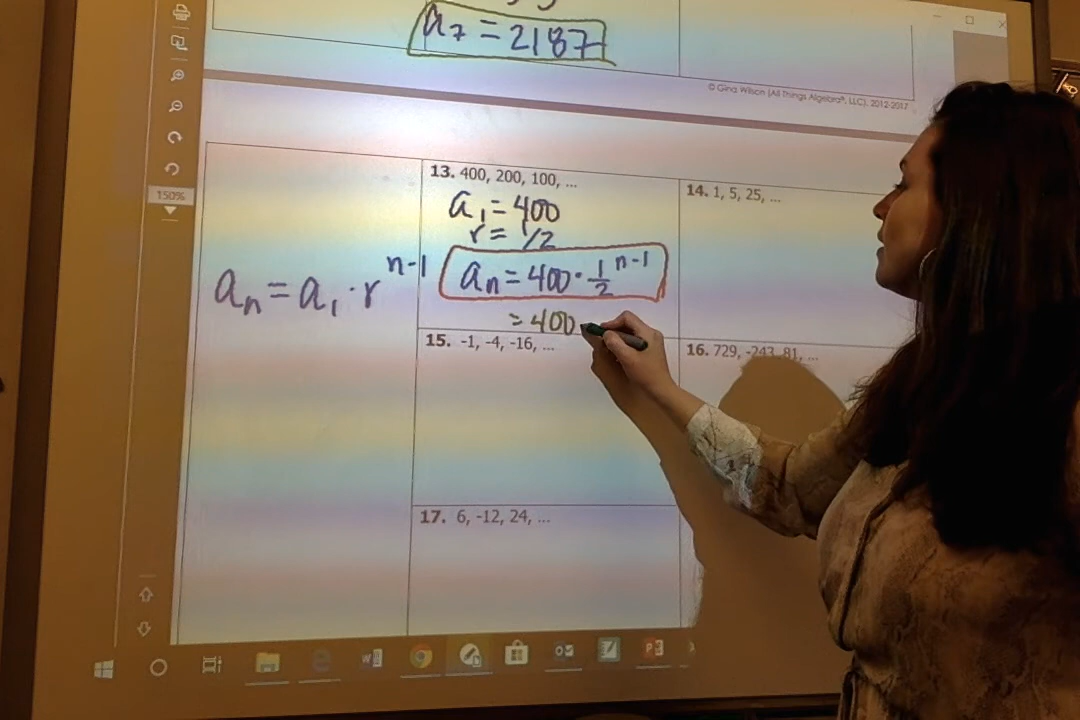 a₇ = 2187
© Gina Wilson (All Things Algebra®, LLC), 2012-2017
150%
13. 400, 200, 100, ...
a₁ = 400
r = 1/2
aₙ = a₁ · rⁿ⁻¹
aₙ = 400 · 1/2ⁿ⁻¹
= 400
14. 1, 5, 25, ...
15. -1, -4, -16, ...
16. 729, -243, 81, ...
17. 6, -12, 24, ...